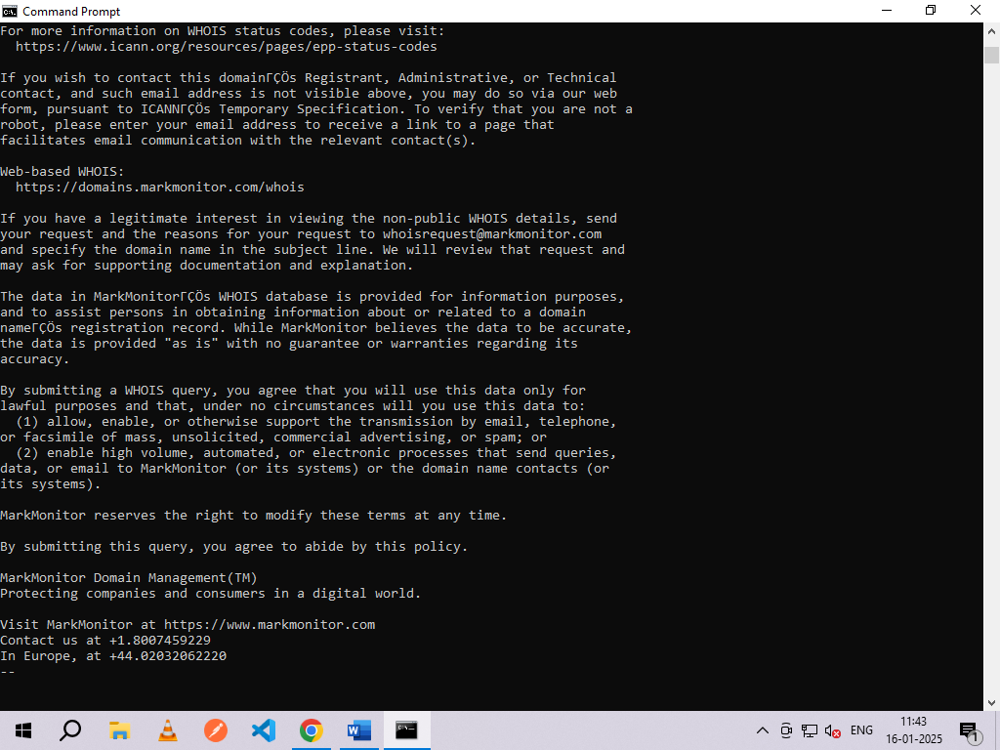 Command Prompt
For more information on WHOIS status codes, please visit:
  https://www.icann.org/resources/pages/epp-status-codes

If you wish to contact this domainΓÇÖs Registrant, Administrative, or Technical
contact, and such email address is not visible above, you may do so via our web
form, pursuant to ICANNΓÇÖs Temporary Specification. To verify that you are not a
robot, please enter your email address to receive a link to a page that
facilitates email communication with the relevant contact(s).

Web-based WHOIS:
  https://domains.markmonitor.com/whois

If you have a legitimate interest in viewing the non-public WHOIS details, send
your request and the reasons for your request to whoisrequest@markmonitor.com
and specify the domain name in the subject line. We will review that request and
may ask for supporting documentation and explanation.

The data in MarkMonitorΓÇÖs WHOIS database is provided for information purposes,
and to assist persons in obtaining information about or related to a domain
nameΓÇÖs registration record. While MarkMonitor believes the data to be accurate,
the data is provided "as is" with no guarantee or warranties regarding its
accuracy.

By submitting a WHOIS query, you agree that you will use this data only for
lawful purposes and that, under no circumstances will you use this data to:
  (1) allow, enable, or otherwise support the transmission by email, telephone,
or facsimile of mass, unsolicited, commercial advertising, or spam; or
  (2) enable high volume, automated, or electronic processes that send queries,
data, or email to MarkMonitor (or its systems) or the domain name contacts (or
its systems).

MarkMonitor reserves the right to modify these terms at any time.

By submitting this query, you agree to abide by this policy.

MarkMonitor Domain Management(TM)
Protecting companies and consumers in a digital world.

Visit MarkMonitor at https://www.markmonitor.com
Contact us at +1.8007459229
In Europe, at +44.02032062220
--
ENG
11:43
16-01-2025
1